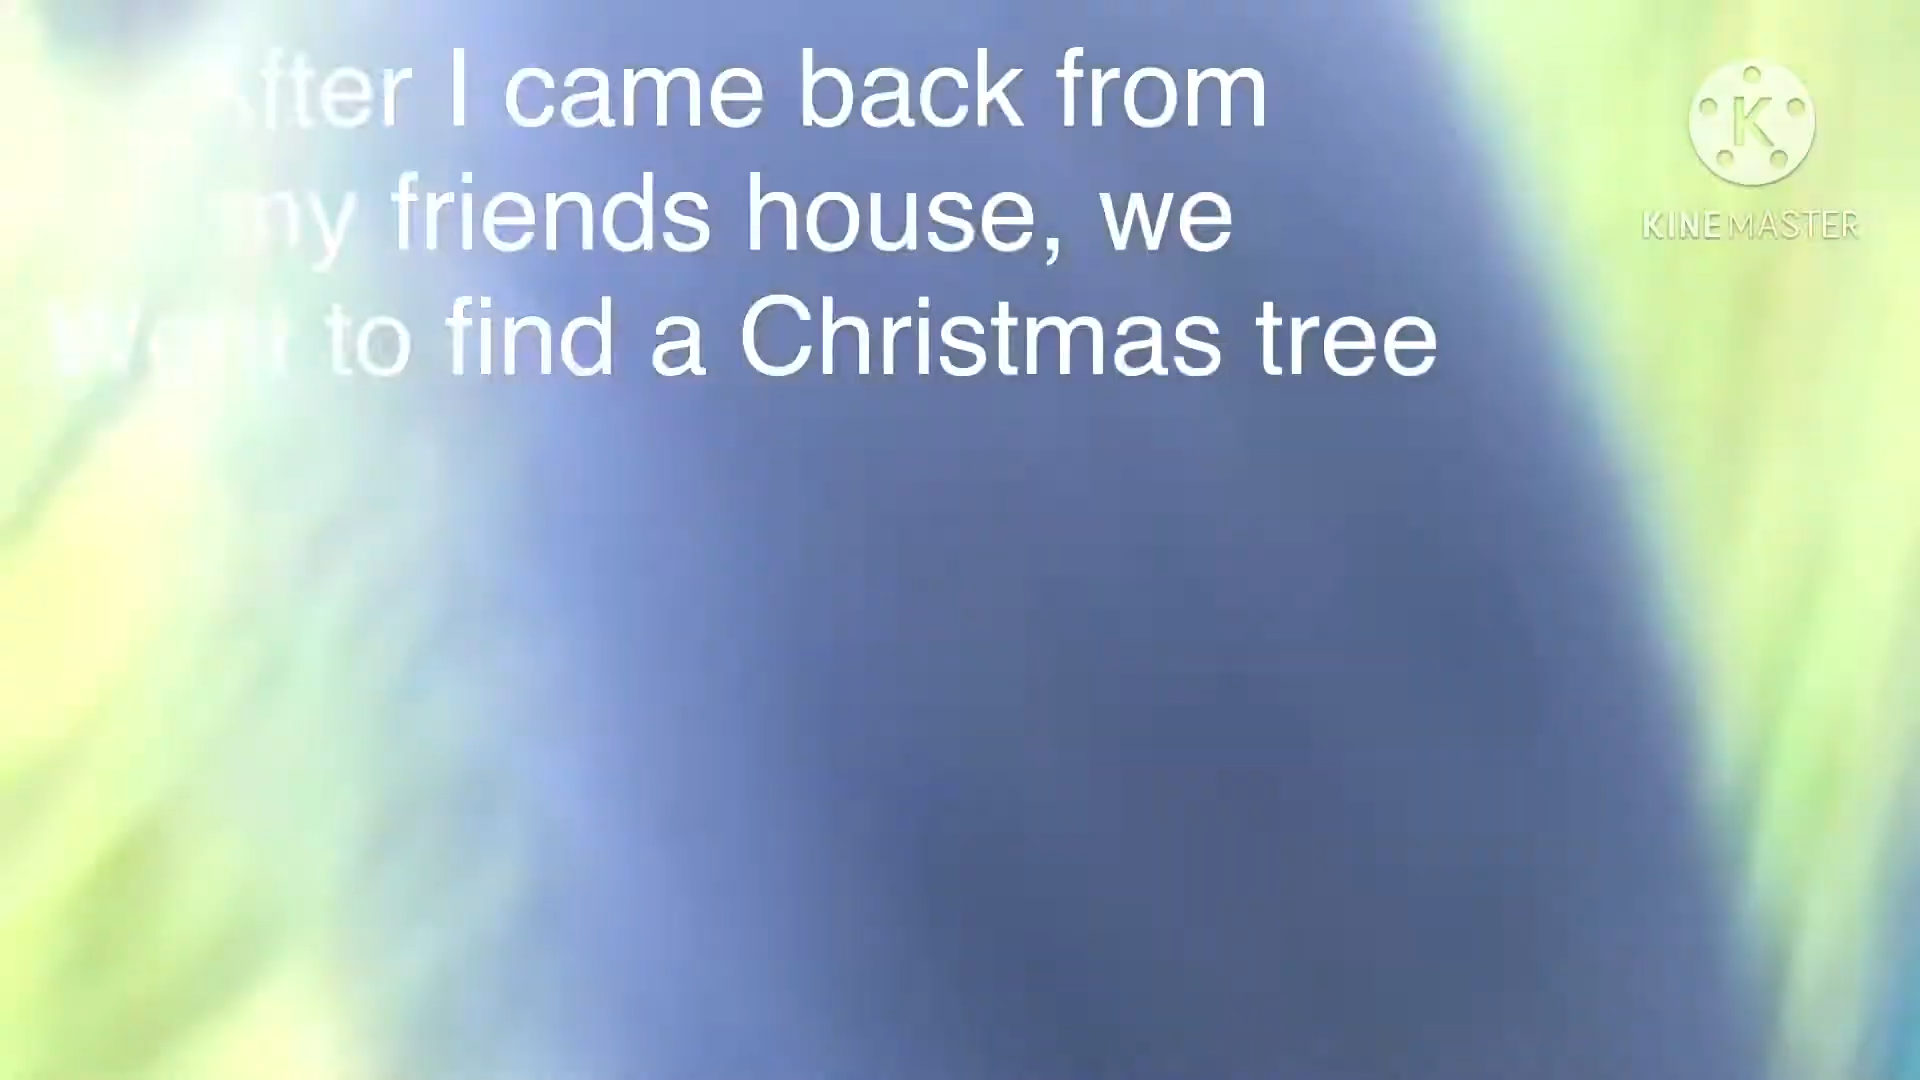 After I came back from
my friends house, we
to find a Christmas tree
K
KINEMASTER